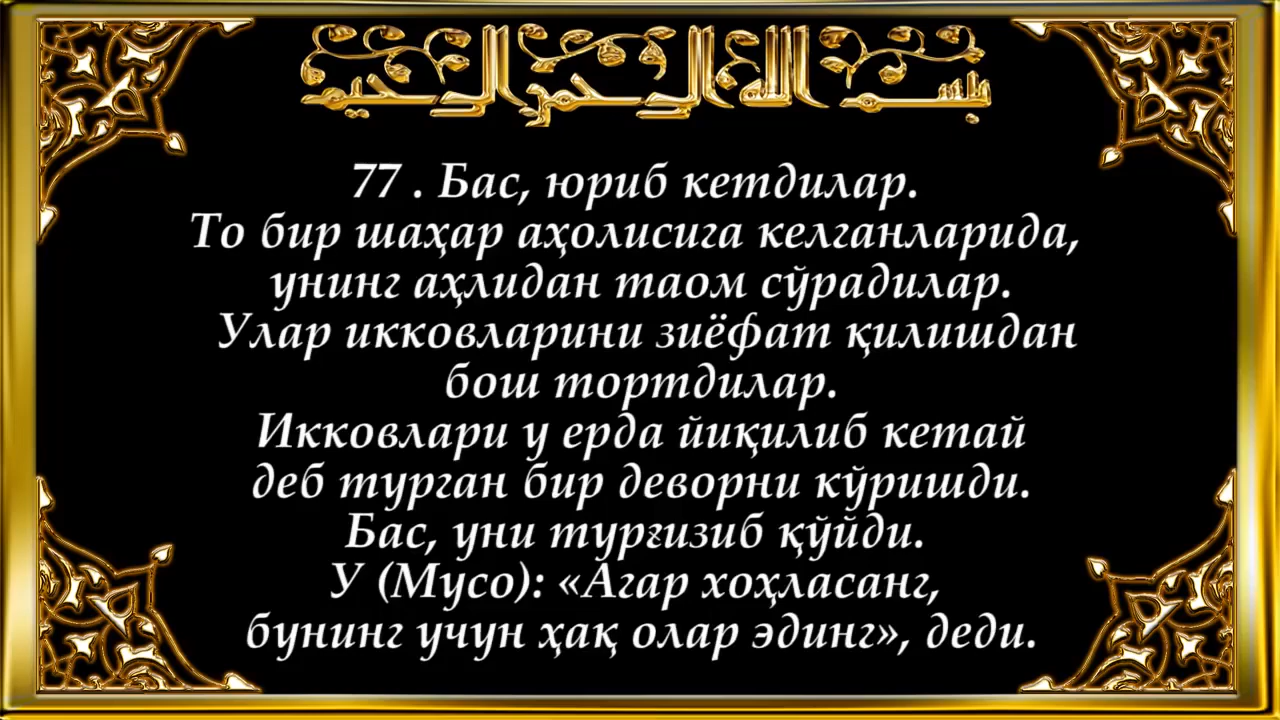 بسم الله الرحمن الرحيم
77 . Бас, юриб кетдилар.
То бир шаҳар аҳолисига келганларида,
унинг аҳлидан таом сўрадилар.
Улар икковларини зиёфат қилишдан
бош тортдилар.
Икковлари у ерда йиқилиб кетай
деб турган бир деворни кўришди.
Бас, уни турғизиб қўйди.
У (Мусо): «Агар хоҳласанг,
бунинг учун ҳақ олар эдинг», деди.